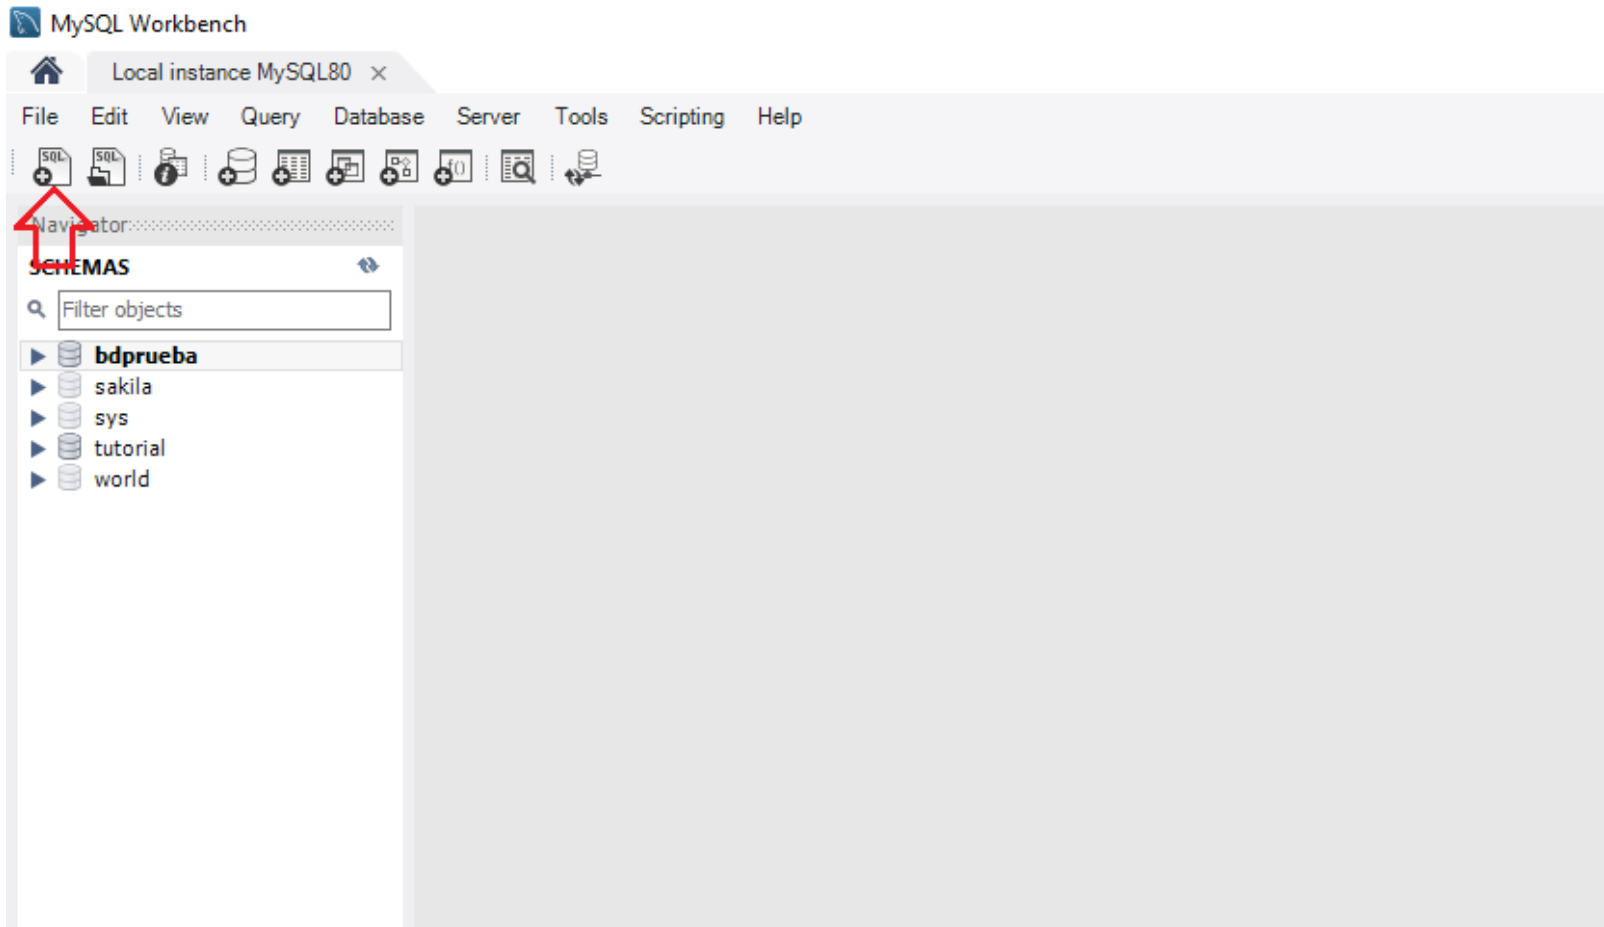 MySQL Workbench
Local instance MySQL80 ×
File Edit View Query Database Server Tools Scripting Help
SQL SQL f()
Navigator
SCHEMAS
Filter objects
bdprueba
sakila
sys
tutorial
world